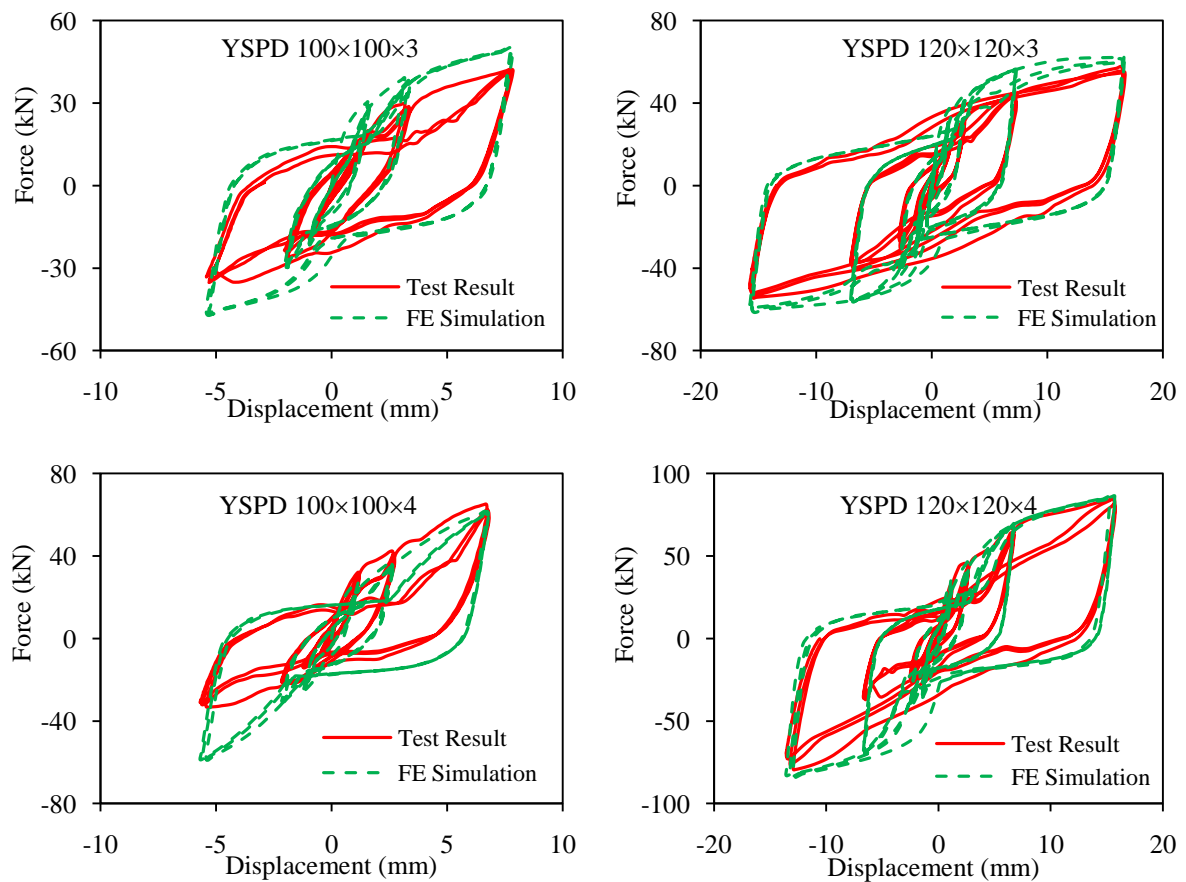 YSPD 100×100×3
Force (kN)
60
30
0
-30
-60
Test Result
FE Simulation
-10
-5
0
5
10
Displacement (mm)
YSPD 120×120×3
Force (kN)
80
40
0
-40
-80
Test Result
FE Simulation
-20
-10
0
10
20
Displacement (mm)
YSPD 100×100×4
Force (kN)
80
40
0
-40
-80
Test Result
FE Simulation
-10
-5
0
5
10
Displacement (mm)
YSPD 120×120×4
Force (kN)
100
50
0
-50
-100
Test Result
FE Simulation
-20
-10
0
10
20
Displacement (mm)